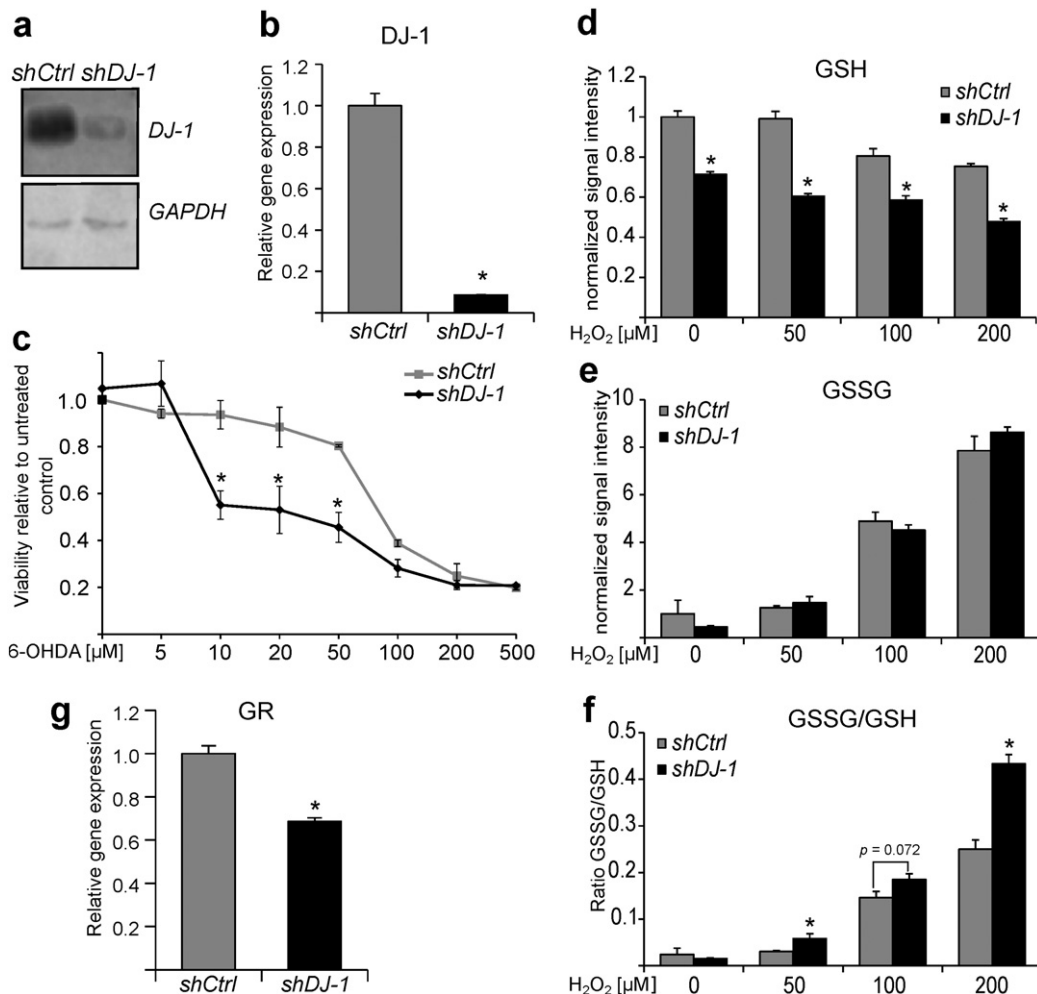 a
shCtrl shDJ-1
DJ-1
GAPDH
b
DJ-1
Relative gene expression
1.2
1.0
0.8
0.6
0.4
0.2
*
shCtrl
shDJ-1
c
Viability relative to untreated
control
shCtrl
shDJ-1
1.0
0.8
0.6
0.4
0.2
*
*
*
6-OHDA [µM]
5
10
20
50
100
200
500
d
GSH
normalized signal intensity
shCtrl
shDJ-1
1.2
1
0.8
0.6
0.4
0.2
*
*
*
*
H2O2 [µM]
0
50
100
200
e
GSSG
normalized signal intensity
shCtrl
shDJ-1
10
8
6
4
2
H2O2 [µM]
0
50
100
200
f
GSSG/GSH
Ratio GSSG/GSH
shCtrl
shDJ-1
0.5
0.4
0.3
0.2
0.1
*
p = 0.072
*
H2O2 [µM]
0
50
100
200
g
GR
Relative gene expression
1.2
1.0
0.8
0.6
0.4
0.2
*
shCtrl
shDJ-1